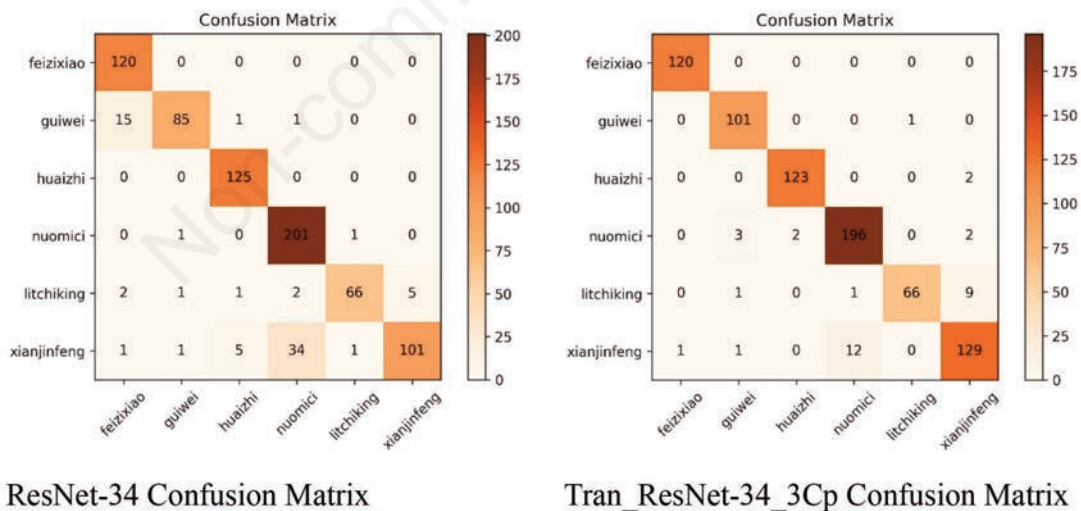 Confusion Matrix
feizixiao 120 0 0 0 0 0
guiwei 15 85 1 1 0 0
huaizhi 0 0 125 0 0 0
nuomici 0 1 0 201 1 0
litchiking 2 1 1 2 66 5
xianjinfeng 1 1 5 34 1 101
feizixiao guiwei huaizhi nuomici litchiking xianjinfeng
200
175
150
125
100
75
50
25
0
ResNet-34 Confusion Matrix
Confusion Matrix
feizixiao 120 0 0 0 0 0
guiwei 0 101 0 0 1 0
huaizhi 0 0 123 0 0 2
nuomici 0 3 2 196 0 2
litchiking 0 1 0 1 66 9
xianjinfeng 1 1 0 12 0 129
feizixiao guiwei huaizhi nuomici litchiking xianjinfeng
175
150
125
100
75
50
25
0
Tran_ResNet-34_3Cp Confusion Matrix